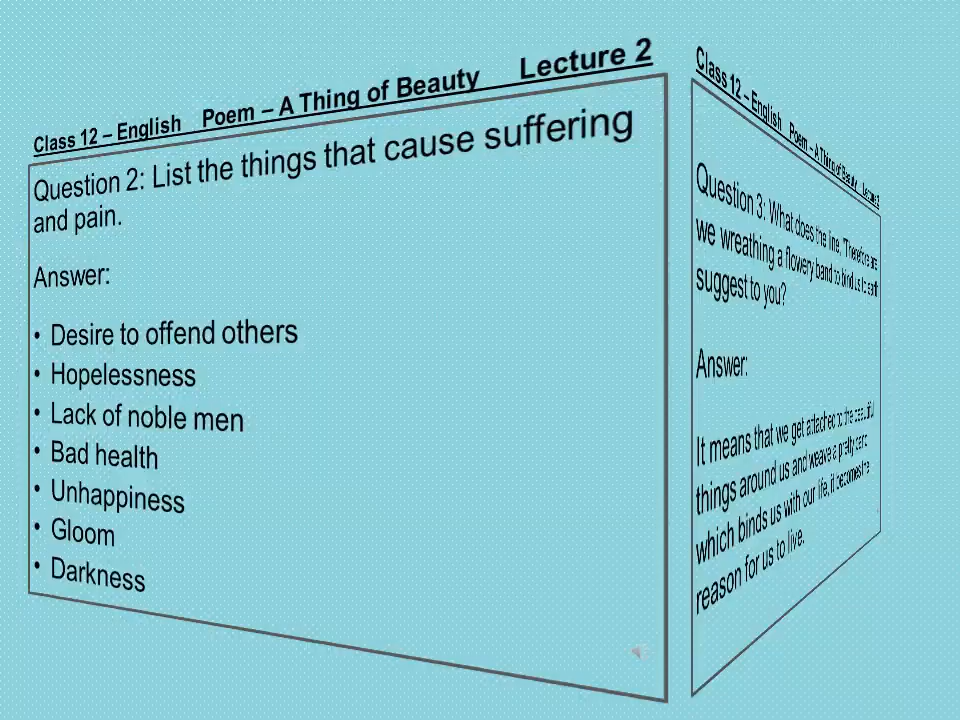 Class 12 – English Poem – A Thing of Beauty Lecture 2
Question 2: List the things that cause suffering
and pain.
Answer:
• Desire to offend others
• Hopelessness
• Lack of noble men
• Bad health
• Unhappiness
• Gloom
• Darkness
Class 12 – English Poem – A Thing of Beauty Lecture 2
Question 3: What does the line, "Therefore are
we wreathing a flowery band to bind us to earth
suggest to you?
Answer:
It means that we get attached to the beautiful
things around us and weave a pretty band
which binds us with our life, it becomes the
reason for us to live.